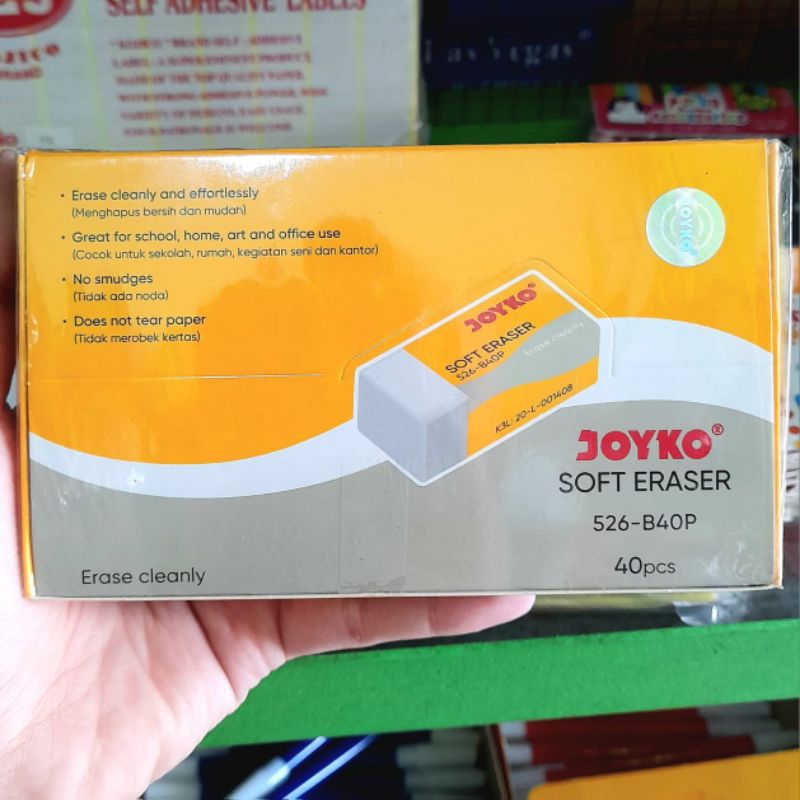 SELF ADHESIVE LABELS
• Erase cleanly and effortlessly
(Menghapus bersih dan mudah)
• Great for school, home, art and office use
(Cocok untuk sekolah, rumah, kegiatan seni dan kantor)
• No smudges
(Tidak ada noda)
• Does not tear paper
(Tidak merobek kertas)
JOYKO
JOYKO®
SOFT ERASER
526-B40P
Erase cleanly
K3L: 20-L-001408
JOYKO®
SOFT ERASER
526-B40P
40pcs
Erase cleanly